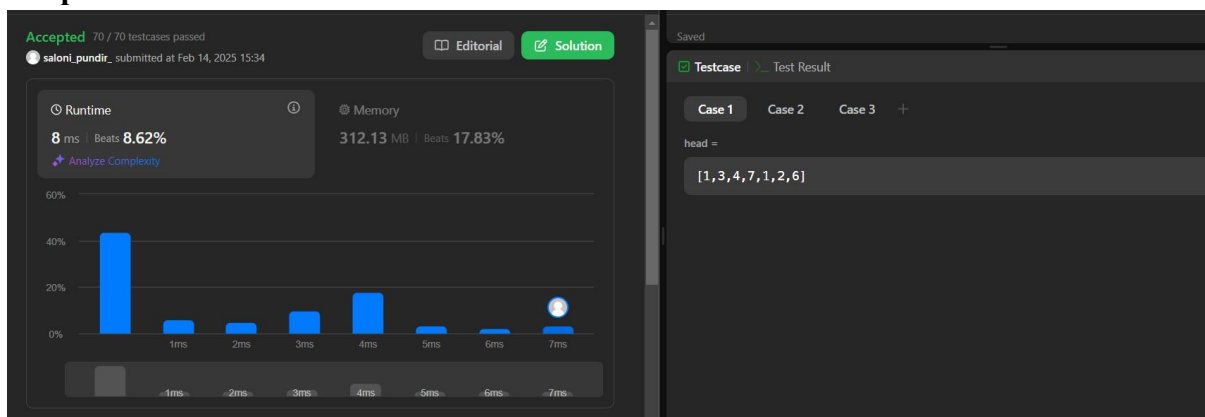 Accepted 70 / 70 testcases passed
saloni_pundir_ submitted at Feb 14, 2025 15:34
Editorial
Solution
Runtime
8 ms | Beats 8.62%
Analyze Complexity
Memory
312.13 MB | Beats 17.83%
60%
40%
20%
0%
1ms 2ms 3ms 4ms 5ms 6ms 7ms
1ms 2ms 3ms 4ms 5ms 6ms 7ms
Saved
Testcase | >_ Test Result
Case 1 Case 2 Case 3 +
head =
[1,3,4,7,1,2,6]